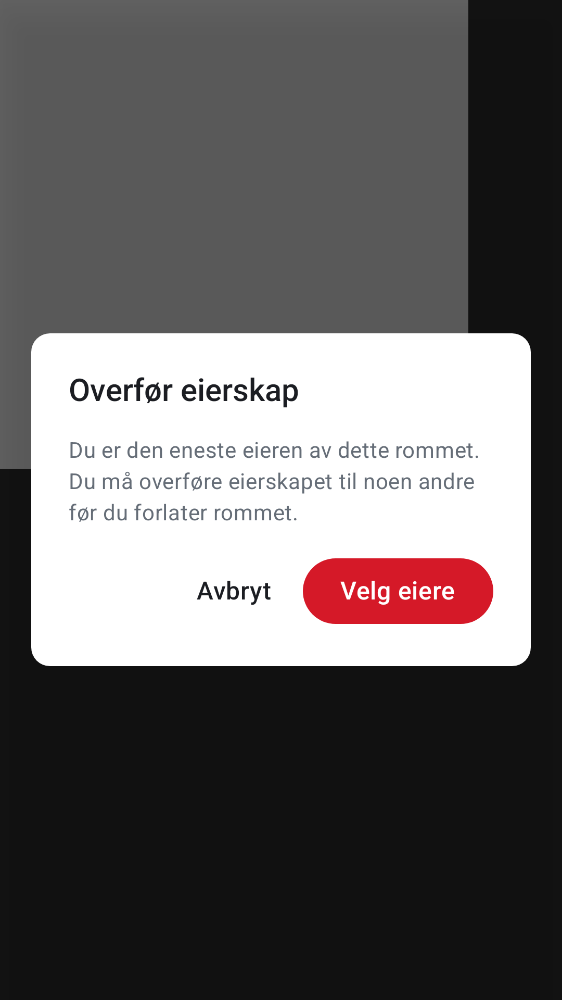 Overfør eierskap
Du er den eneste eieren av dette rommet.
Du må overføre eierskapet til noen andre
før du forlater rommet.
Avbryt
Velg eiere